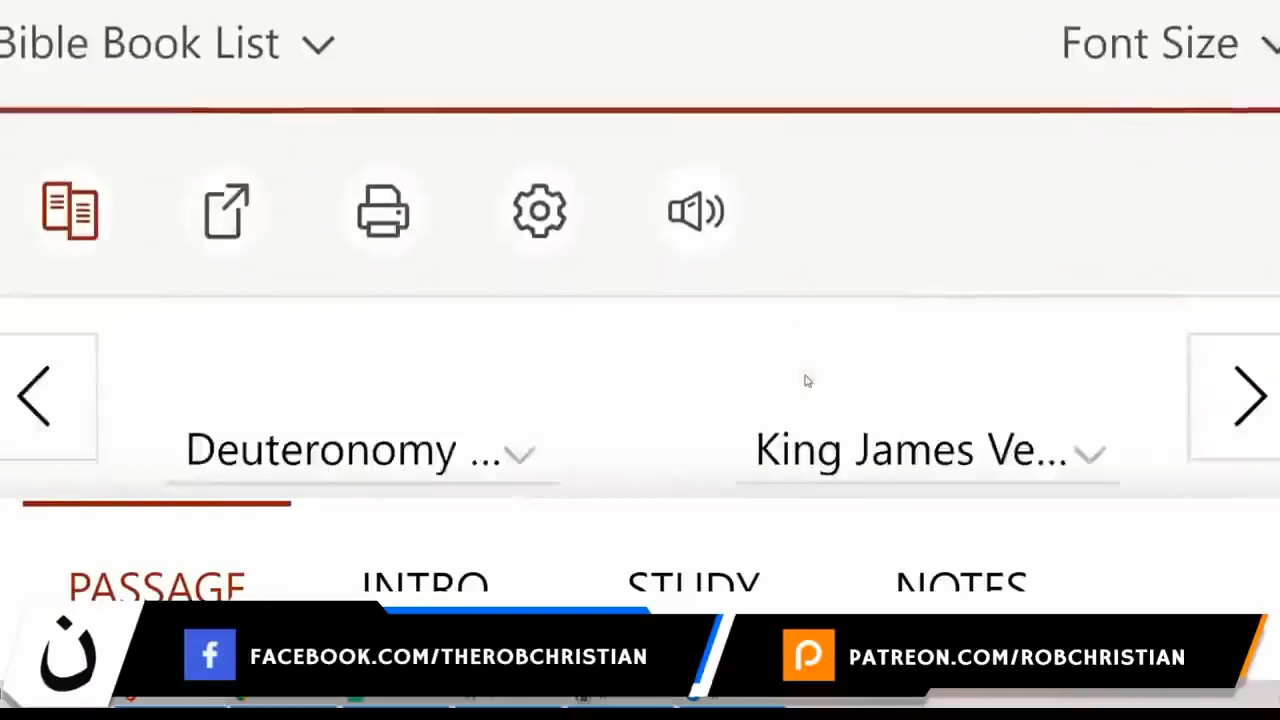 Bible Book List
Font Size
Deuteronomy ...
King James Ve...
PASSAGE
INTRO
STUDY
NOTES
ن
FACEBOOK.COM/THEROBCHRISTIAN
PATREON.COM/ROBCHRISTIAN